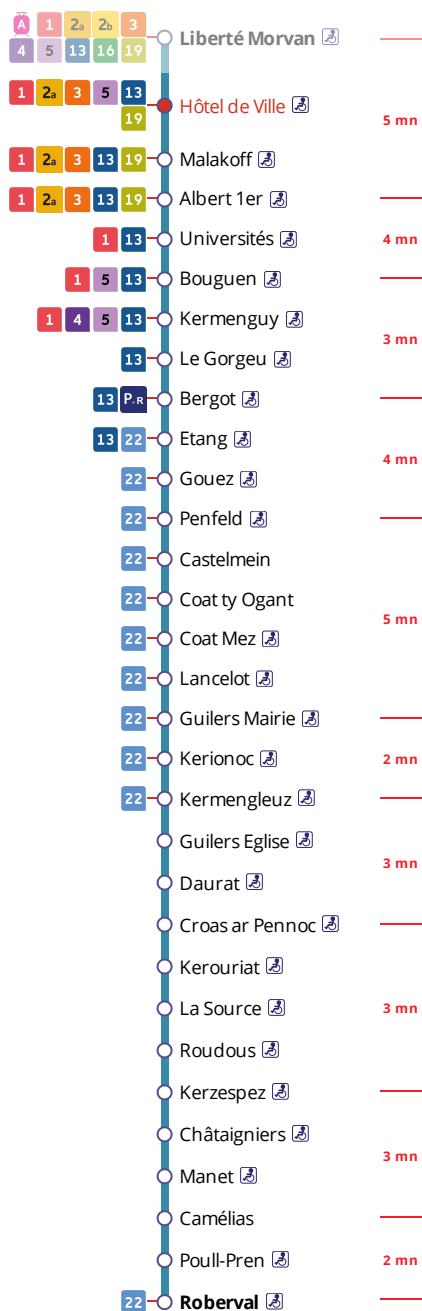 A 1 2a 2b 3
4 5 13 16 19
Liberté Morvan
1 2a 3 5 13
19
Hôtel de Ville
5 mn
1 2a 3 13 19 Malakoff
1 2a 3 13 19 Albert 1er
1 13 Universités 4 mn
1 5 13 Bouguen
1 4 5 13 Kermenguy
3 mn
13 Le Gorgeu
13 P+R Bergot
13 22 Etang
4 mn
22 Gouez
22 Penfeld
22 Castelmein
22 Coat ty Ogant
5 mn
22 Coat Mez
22 Lancelot
22 Guilers Mairie
22 Kerionoc 2 mn
22 Kermengleuz
Guilers Eglise
3 mn
Daurat
Croas ar Pennoc
Kerouriat
La Source 3 mn
Roudous
Kerzespez
Châtaigniers
3 mn
Manet
Camélias
Poull-Pren 2 mn
22 Roberval